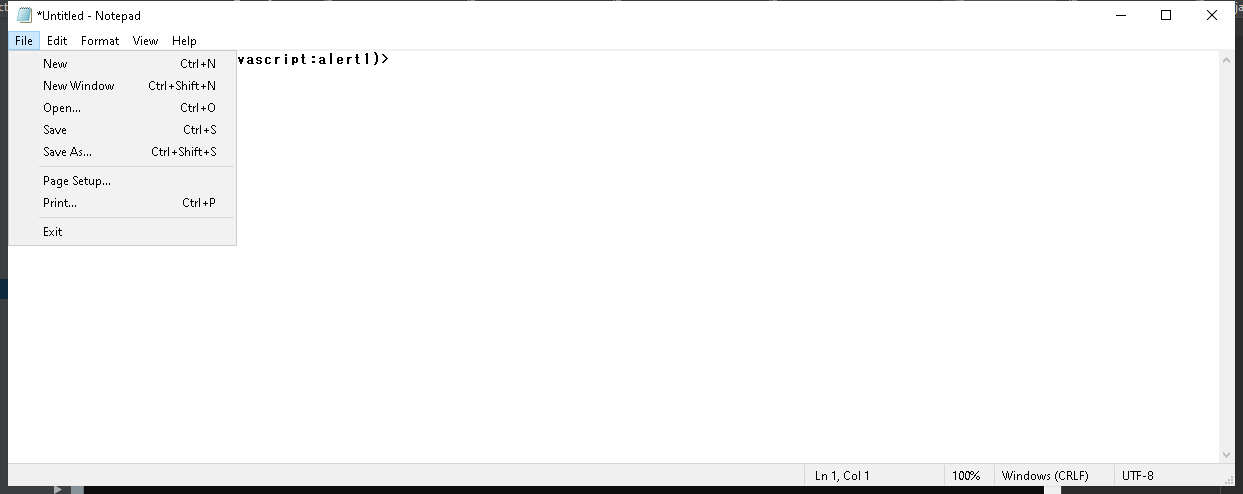 *Untitled - Notepad
File Edit Format View Help
vascript:alert1)>
New Ctrl+N
New Window Ctrl+Shift+N
Open... Ctrl+O
Save Ctrl+S
Save As... Ctrl+Shift+S
Page Setup...
Print... Ctrl+P
Exit
Ln 1, Col 1 100% Windows (CRLF) UTF-8